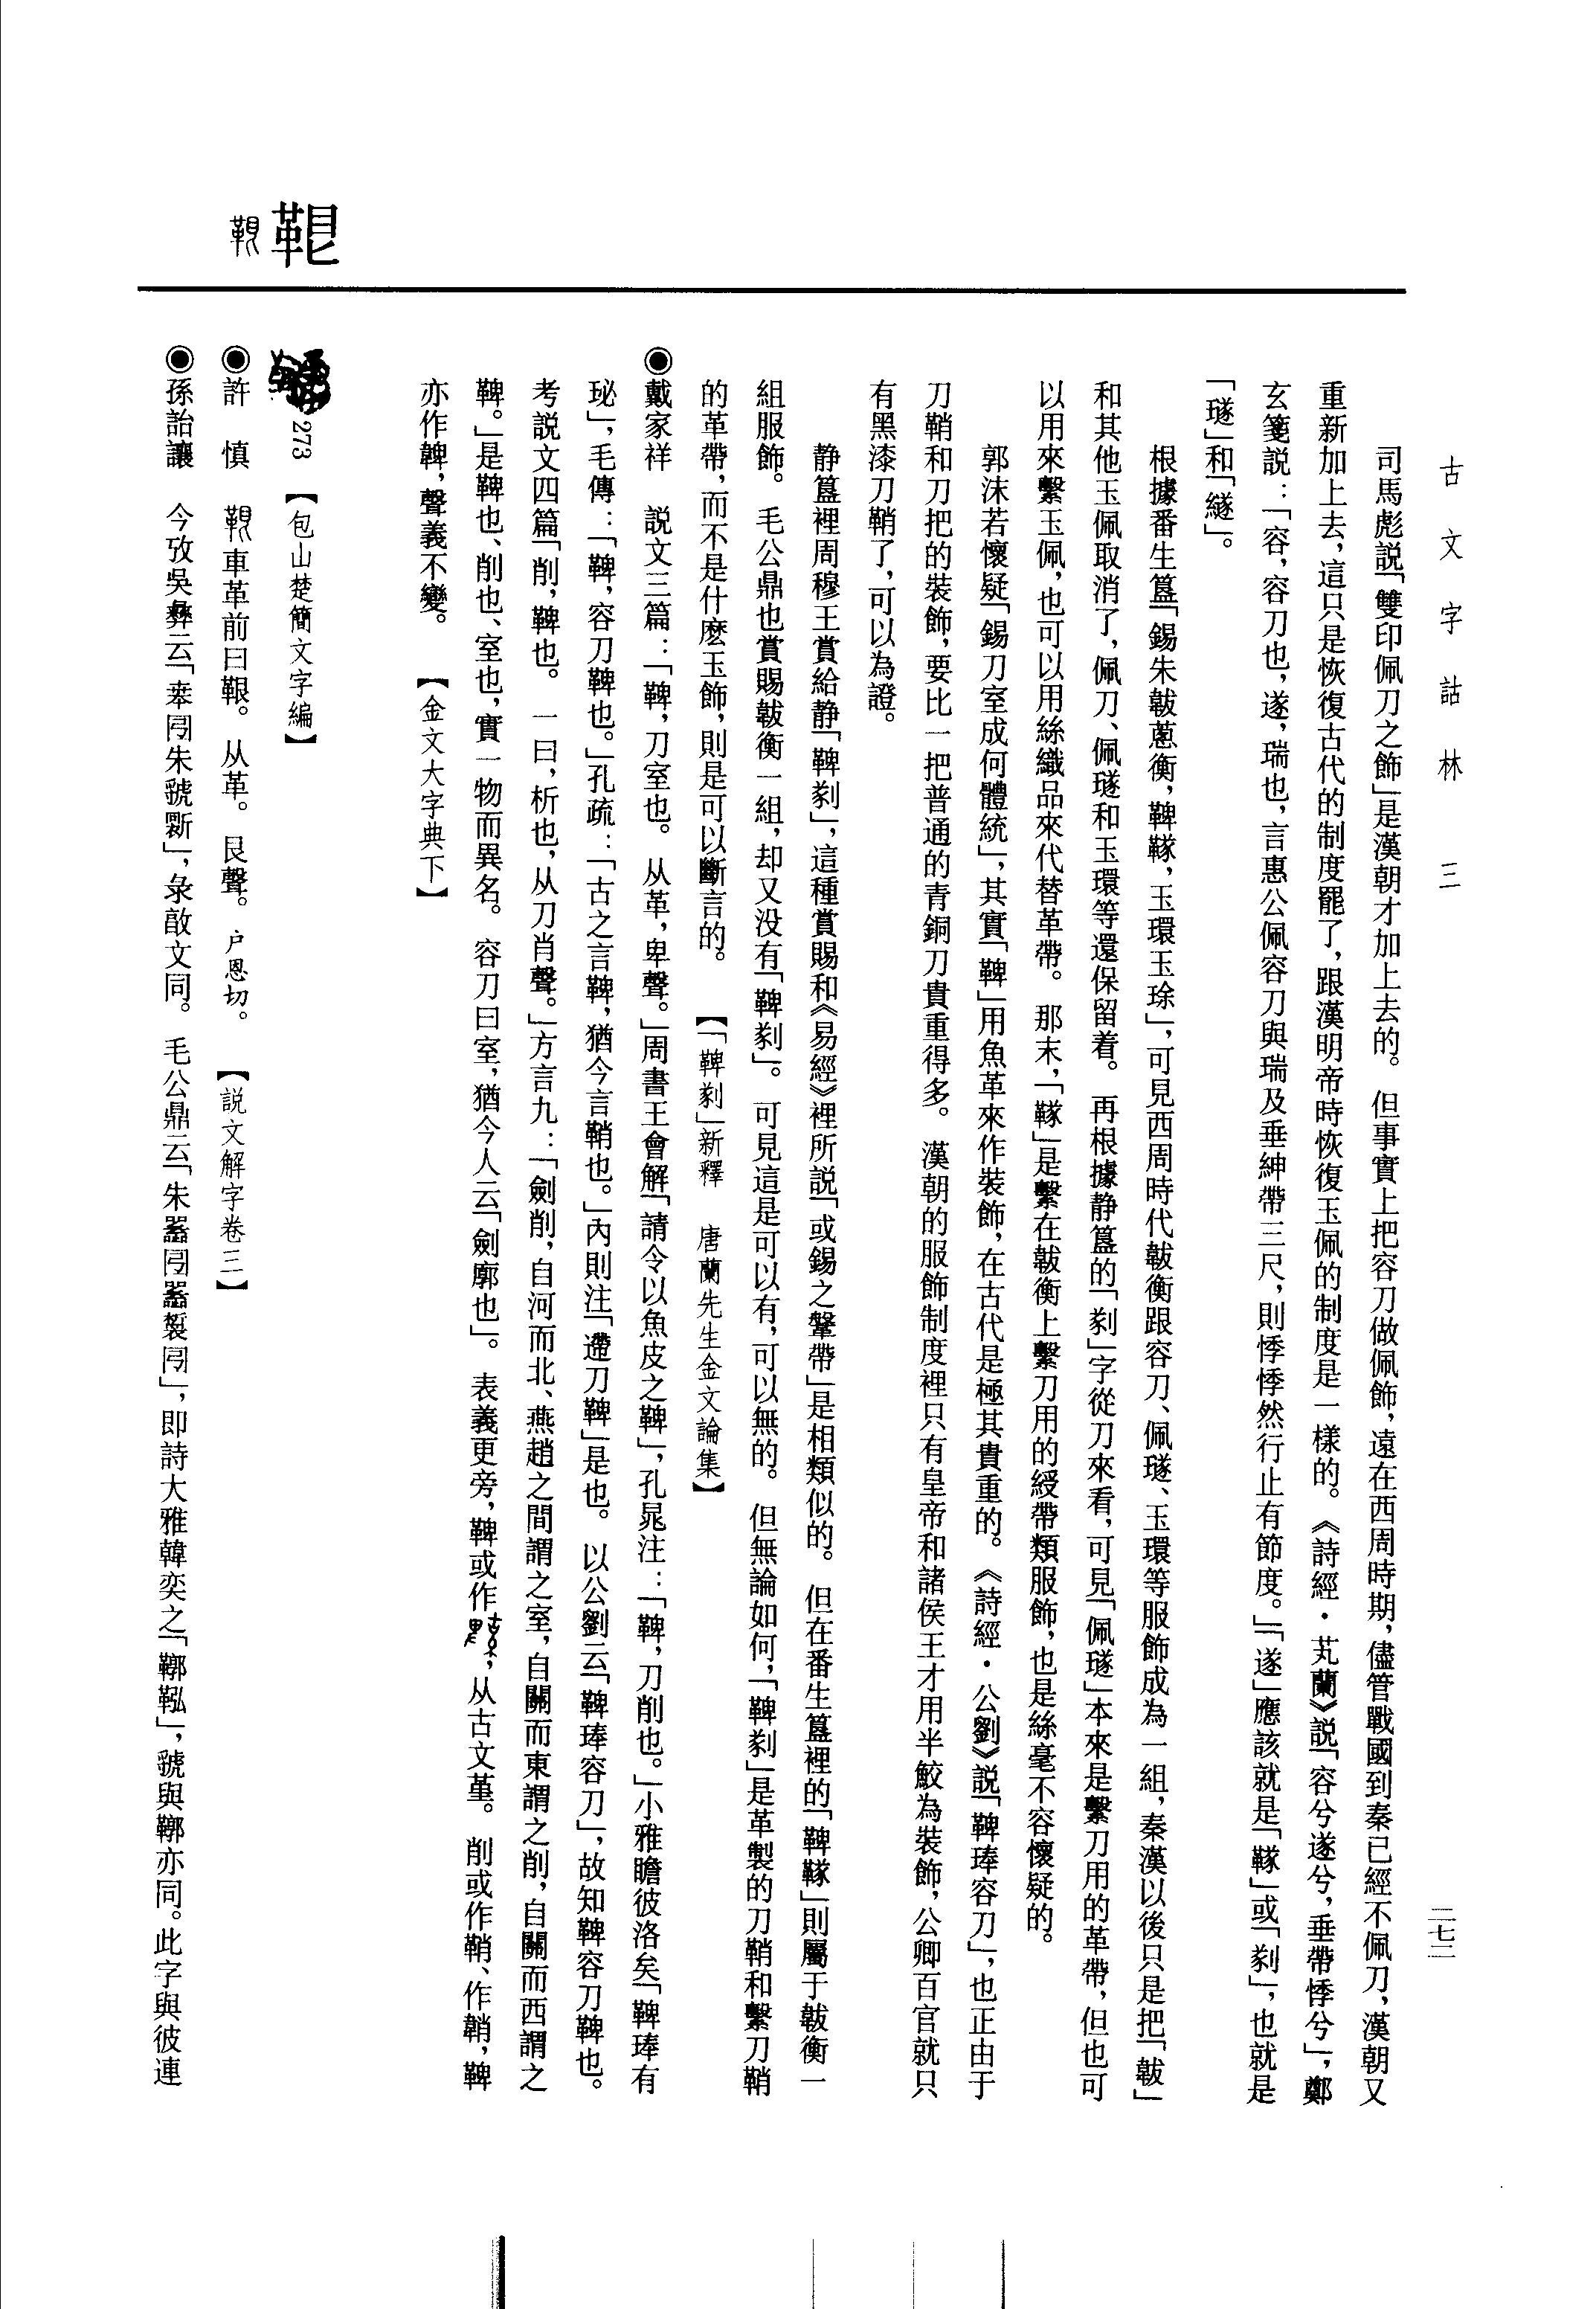 古文字詁林　三
二七二
司馬彪説「雙印佩刀之飾」是漢朝才加上去的。但事實上把容刀做佩飾，遠在西周時期，儘管戰國到秦已經不佩刀，漢朝又
重新加上去，這只是恢復古代的制度罷了，跟漢明帝時恢復玉佩的制度是一樣的。《詩經·芄蘭》説「容兮遂兮，垂帶悸兮」，鄭
玄箋説：「容，容刀也，遂，瑞也，言惠公佩容刀與瑞及垂紳帶三尺，則悸悸然行止有節度。」「遂」應該就是「鞁」或「㓱」，也就是
「璲」和「繸」。
根據番生簋「錫朱韍蔥衡，鞞䩙，玉環玉瑹」，可見西周時代韍衡跟容刀、佩璲、玉環等服飾成為一組，秦漢以後只是把「韍」
和其他玉佩取消了，佩刀、佩璲和玉環等還保留着。再根據静簋的「㓱」字從刀來看，可見「佩璲」本來是繫刀用的革帶，但也可
以用來繫玉佩，也可以用絲織品來代替革帶。那末，「䩙」是繫在韍衡上繫刀用的綬帶類服飾，也是絲毫不容懷疑的。
郭沫若懷疑「錫刀室成何體統」，其實「鞞」用魚革來作裝飾，在古代是極其貴重的。《詩經·公劉》説「鞞琫容刀」，也正由于
刀鞘和刀把的裝飾，要比一把普通的青銅刀貴重得多。漢朝的服飾制度裡只有皇帝和諸侯王才用半鮫為裝飾，公卿百官就只
有黑漆刀鞘了，可以為證。
静簋裡周穆王賞給静「鞞㓱」，這種賞賜和《易經》裡所説「或錫之鞶帶」是相類似的。但在番生簋裡的「鞞䩙」則屬于韍衡一
組服飾。毛公鼎也賞賜韍衡一組，却又没有「鞞㓱」。可見這是可以有，可以無的。但無論如何，「鞞㓱」是革製的刀鞘和繫刀鞘
的革帶，而不是什麽玉飾，則是可以斷言的。【「鞞㓱」新釋　唐蘭先生金文論集】
◉戴家祥　説文三篇：「鞞，刀室也。从革，卑聲。」周書王會解「請令以魚皮之鞞」，孔晁注：「鞞，刀削也。」小雅瞻彼洛矣「鞞琫有
珌」，毛傳：「鞞，容刀鞞也。」孔疏：「古之言鞞，猶今言鞘也。」內則注「遰刀鞞」是也。以公劉云「鞞琫容刀」，故知鞞容刀鞞也。
考説文四篇「削，鞞也。一曰，析也，从刀肖聲。」方言九：「劍削，自河而北、燕趙之間謂之室，自關而東謂之削，自關而西謂之
鞞。」是鞞也、削也、室也，實一物而異名。容刀曰室，猶今人云「劍廓也」。表義更旁，鞞或作，从古文堇。削或作鞘、作韒，鞞
亦作韠，聲義不變。【金文大字典下】
273【包山楚簡文字編】
◉許　慎　車革前曰鞎。从革。艮聲。户恩切。【説文解字卷三】
◉孫詒讓　今攷吳彝云「朱虢」，彔㪤文同。毛公鼎云「朱」，即詩大雅韓奕之「鞹鞃」，虢與鞹亦同。此字與彼連
鞎